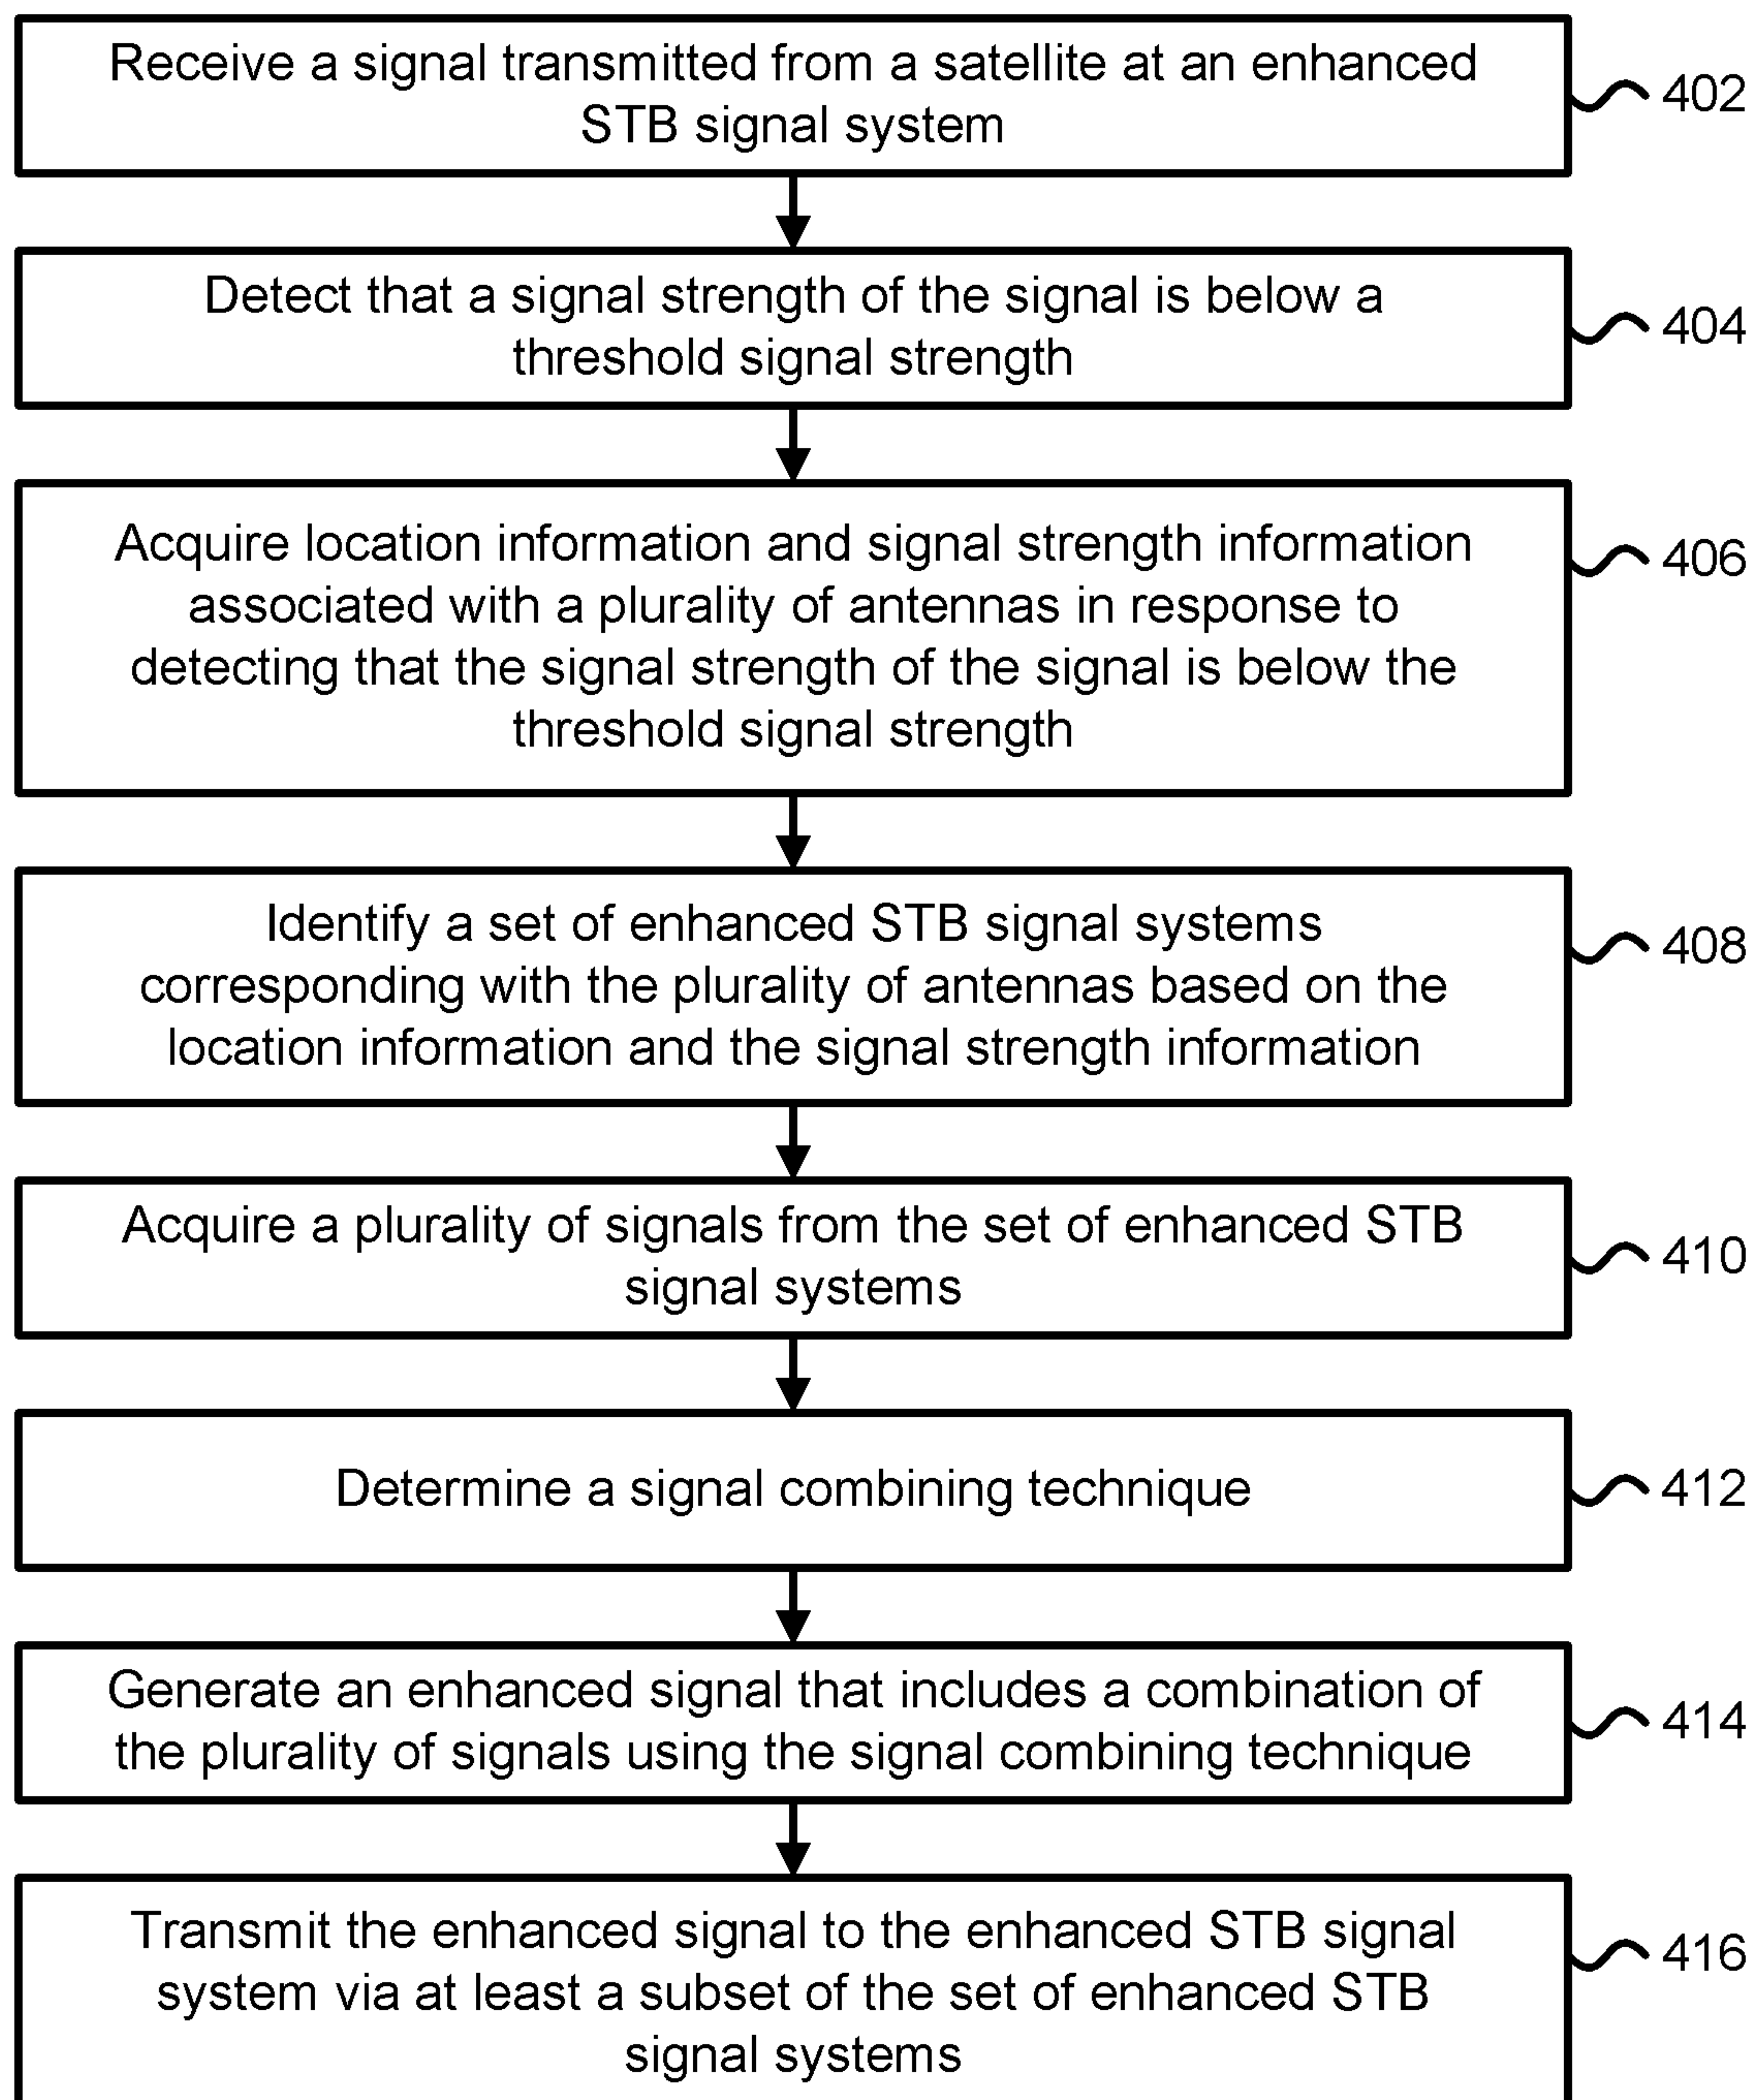 Receive a signal transmitted from a satellite at an enhanced
STB signal system
402
Detect that a signal strength of the signal is below a
threshold signal strength
404
Acquire location information and signal strength information
associated with a plurality of antennas in response to
detecting that the signal strength of the signal is below the
threshold signal strength
406
Identify a set of enhanced STB signal systems
corresponding with the plurality of antennas based on the
location information and the signal strength information
408
Acquire a plurality of signals from the set of enhanced STB
signal systems
410
Determine a signal combining technique
412
Generate an enhanced signal that includes a combination of
the plurality of signals using the signal combining technique
414
Transmit the enhanced signal to the enhanced STB signal
system via at least a subset of the set of enhanced STB
signal systems
416